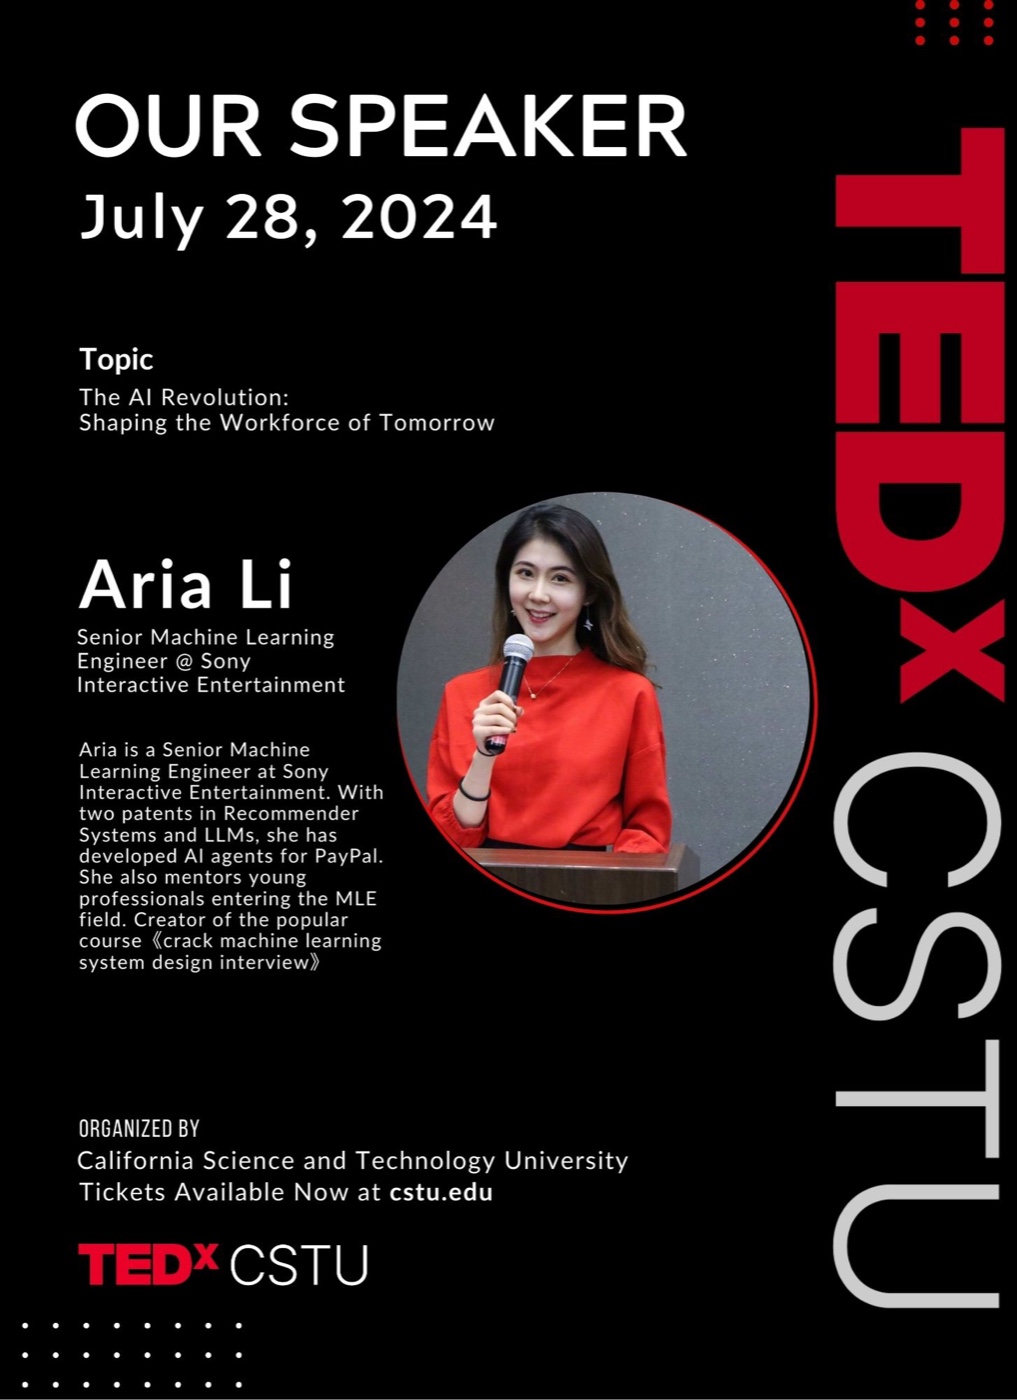 OUR SPEAKER
July 28, 2024
Topic
The AI Revolution:
Shaping the Workforce of Tomorrow
Aria Li
Senior Machine Learning
Engineer @ Sony
Interactive Entertainment
Aria is a Senior Machine
Learning Engineer at Sony
Interactive Entertainment. With
two patents in Recommender
Systems and LLMs, she has
developed AI agents for PayPal.
She also mentors young
professionals entering the MLE
field. Creator of the popular
course《crack machine learning
system design interview》
ORGANIZED BY
California Science and Technology University
Tickets Available Now at cstu.edu
TEDx CSTU
TEDx CSTU